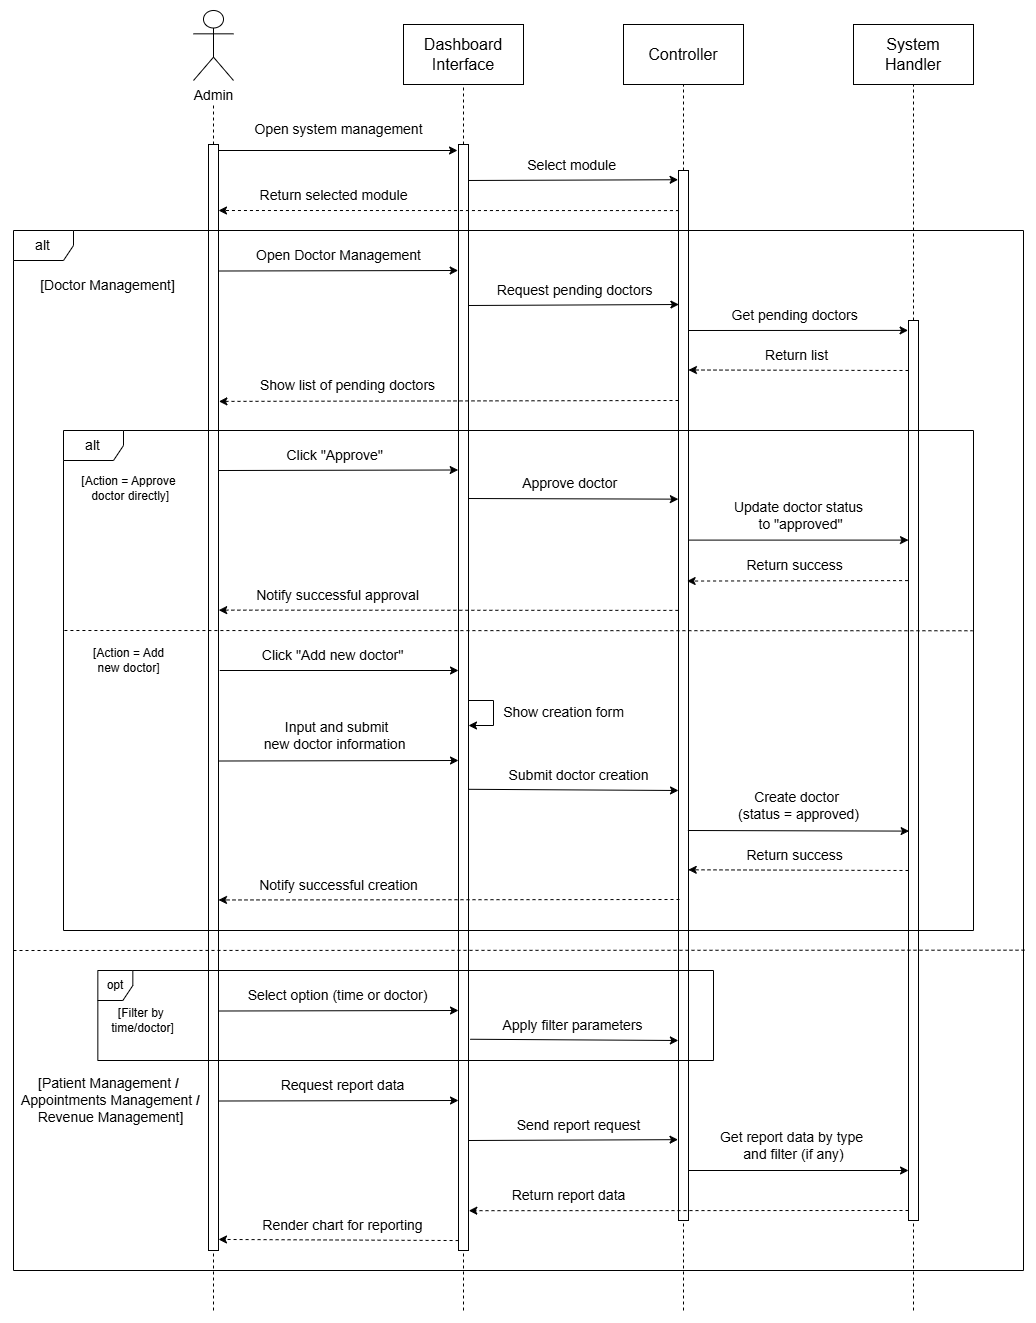 Admin
Dashboard
Interface
Controller
System
Handler
Open system management
Select module
Return selected module
alt
Open Doctor Management
[Doctor Management]
Request pending doctors
Get pending doctors
Return list
Show list of pending doctors
alt
Click "Approve"
[Action = Approve
doctor directly]
Approve doctor
Update doctor status
to "approved"
Return success
Notify successful approval
[Action = Add
new doctor]
Click "Add new doctor"
Show creation form
Input and submit
new doctor information
Submit doctor creation
Create doctor
(status = approved)
Return success
Notify successful creation
opt
Select option (time or doctor)
[Filter by
time/doctor]
Apply filter parameters
[Patient Management /
Appointments Management /
Revenue Management]
Request report data
Send report request
Get report data by type
and filter (if any)
Return report data
Render chart for reporting